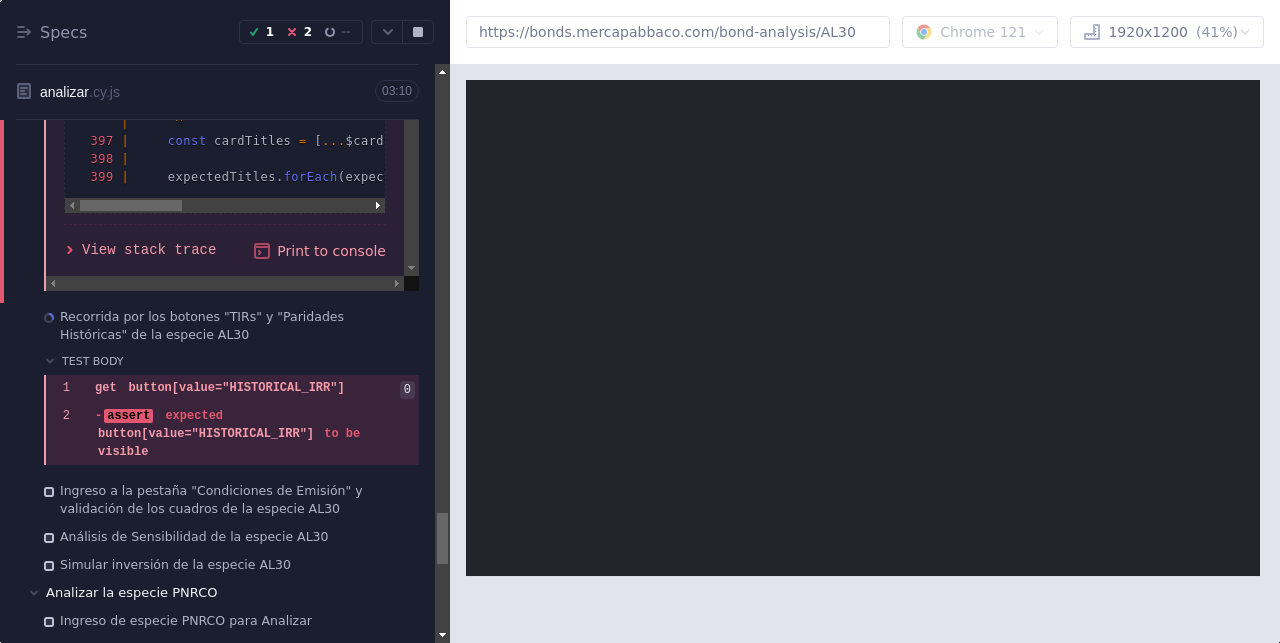 Specs
1 2 --
https://bonds.mercapabbaco.com/bond-analysis/AL30
Chrome 121
1920x1200 (41%)
analizar.cy.js
03:10
|
397 | const cardTitles = [...$card
398 |
399 | expectedTitles.forEach(expec
View stack trace
Print to console
Recorrida por los botones "TIRs" y "Paridades
Históricas" de la especie AL30
TEST BODY
1 get button[value="HISTORICAL_IRR"] 0
2 -assert expected
button[value="HISTORICAL_IRR"] to be
visible
Ingreso a la pestaña "Condiciones de Emisión" y
validación de los cuadros de la especie AL30
Análisis de Sensibilidad de la especie AL30
Simular inversión de la especie AL30
Analizar la especie PNRCO
Ingreso de especie PNRCO para Analizar